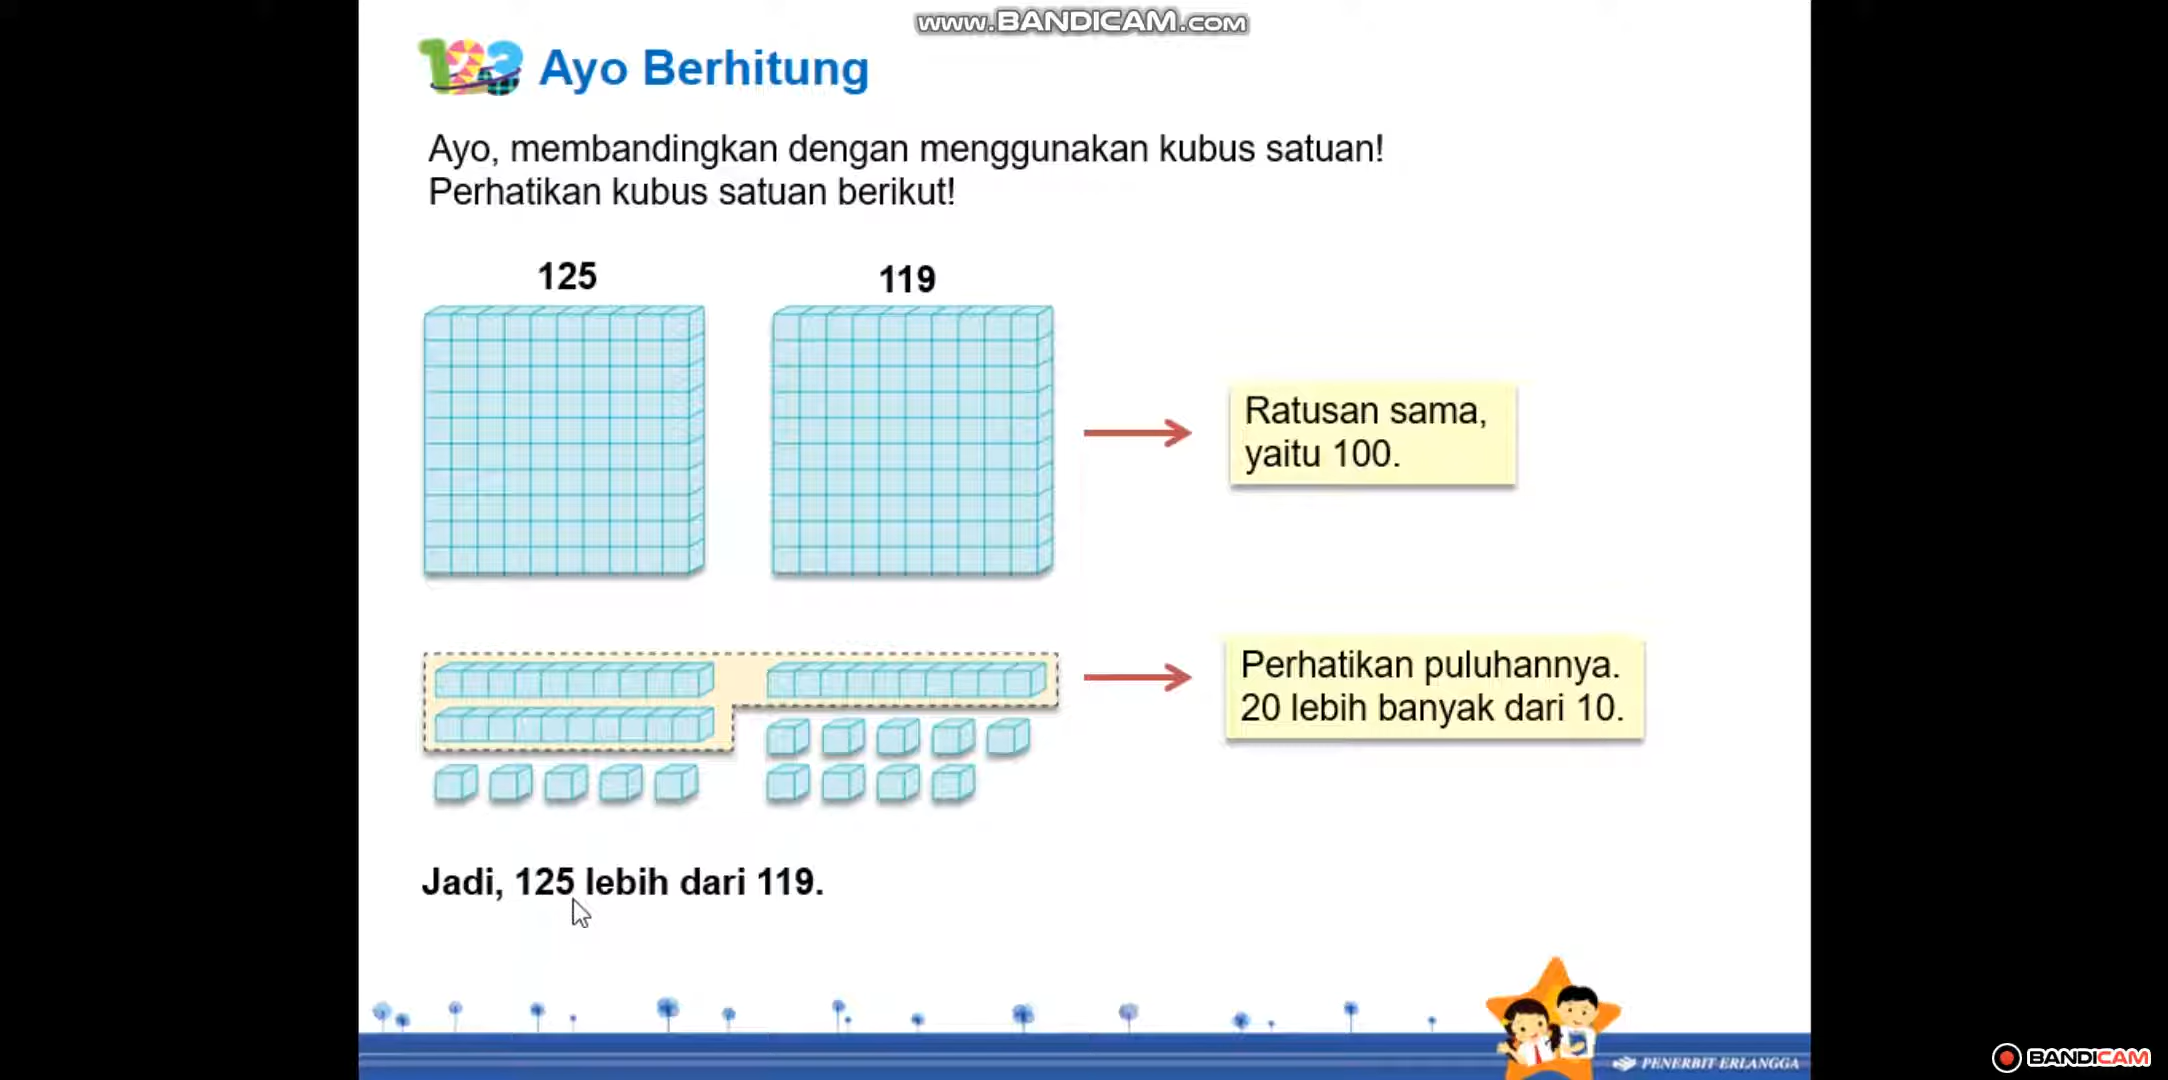 www.BANDICAM.com
123 Ayo Berhitung
Ayo, membandingkan dengan menggunakan kubus satuan!
Perhatikan kubus satuan berikut!
125
119
Ratusan sama,
yaitu 100.
Perhatikan puluhannya.
20 lebih banyak dari 10.
Jadi, 125 lebih dari 119.
PENERBIT ERLANGGA
BANDICAM